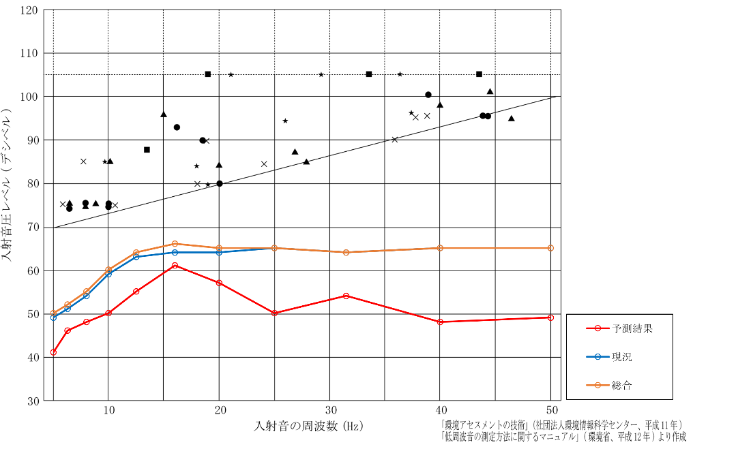 120
110
100
90
80
70
60
50
40
30
入射音圧レベル(デシベル)
10
20
30
40
50
入射音の周波数(Hz)
予測結果
現況
総合
「環境アセスメントの技術」(社団法人環境情報科学センター、平成11年)
「低周波音の測定方法に関するマニュアル」(環境省、平成12年)より作成